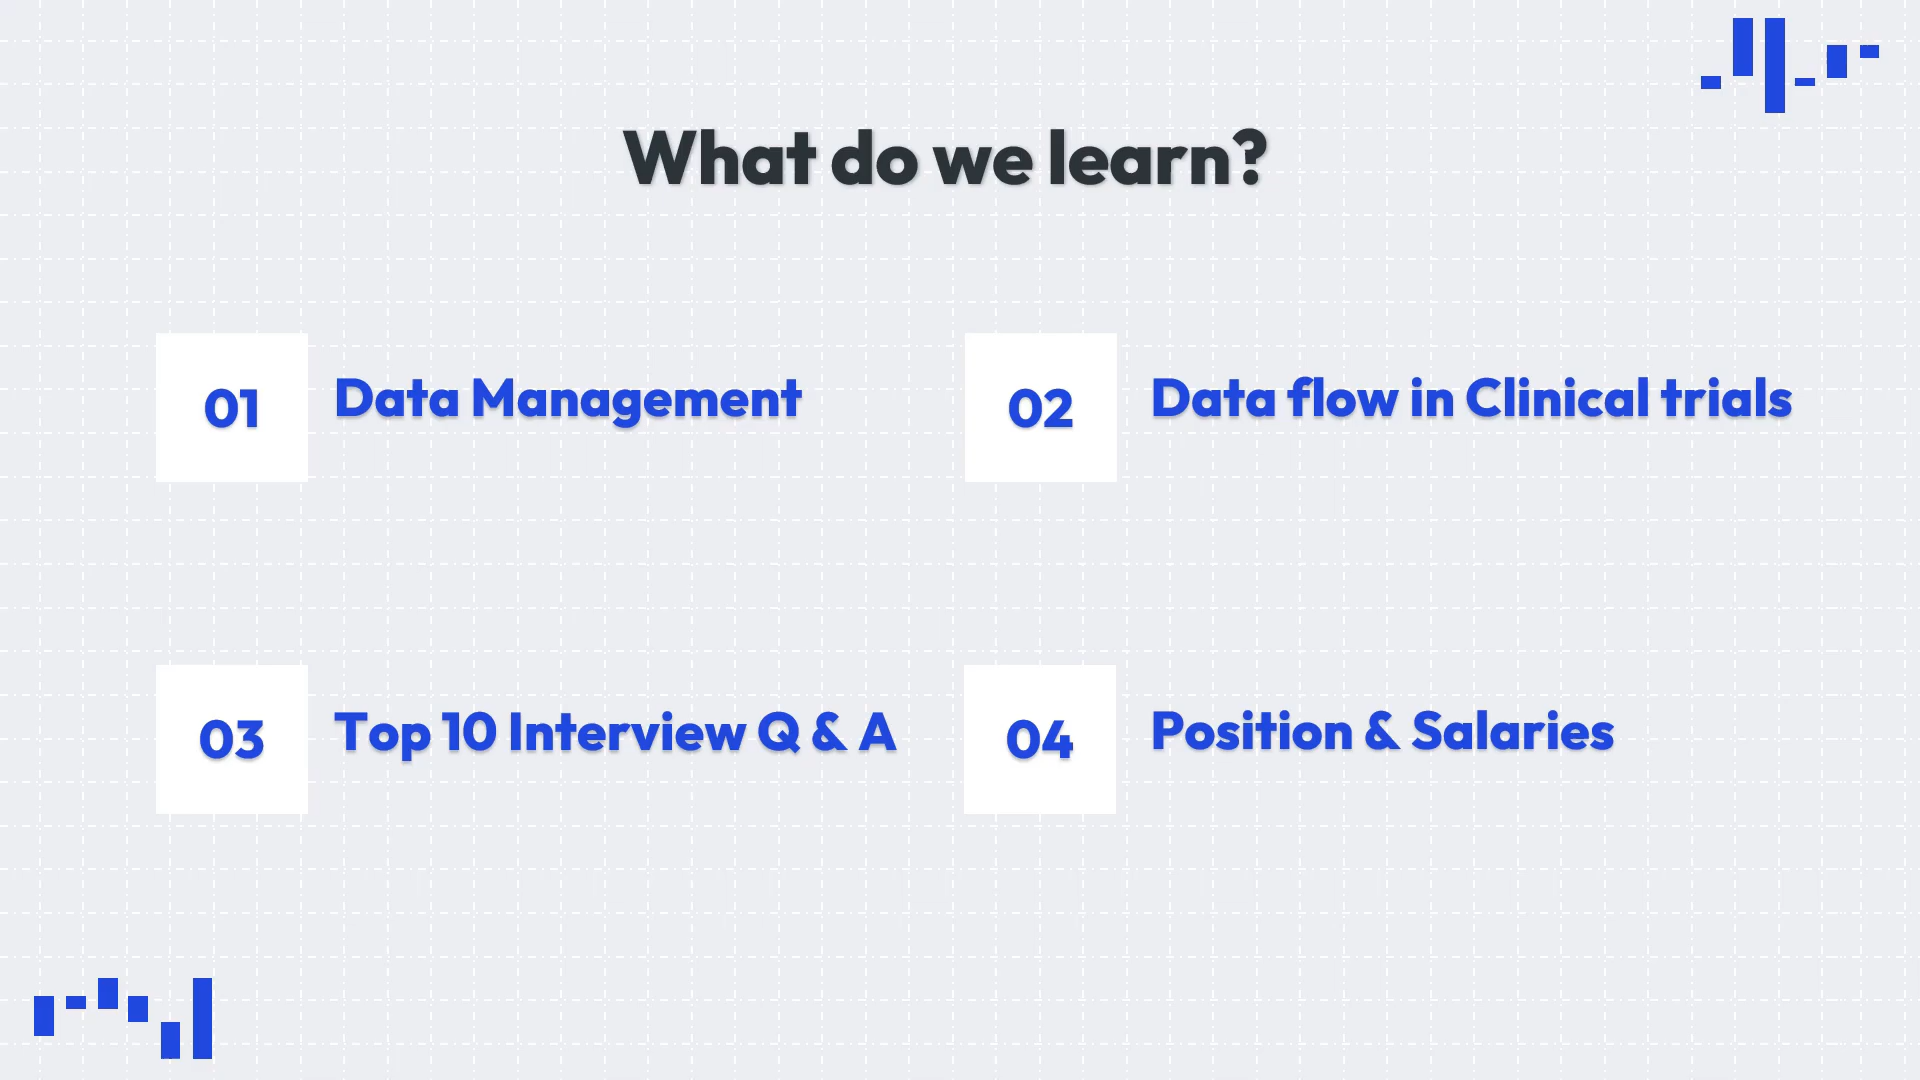 What do we learn?
01 Data Management
02 Data flow in Clinical trials
03 Top 10 Interview Q & A
04 Position & Salaries